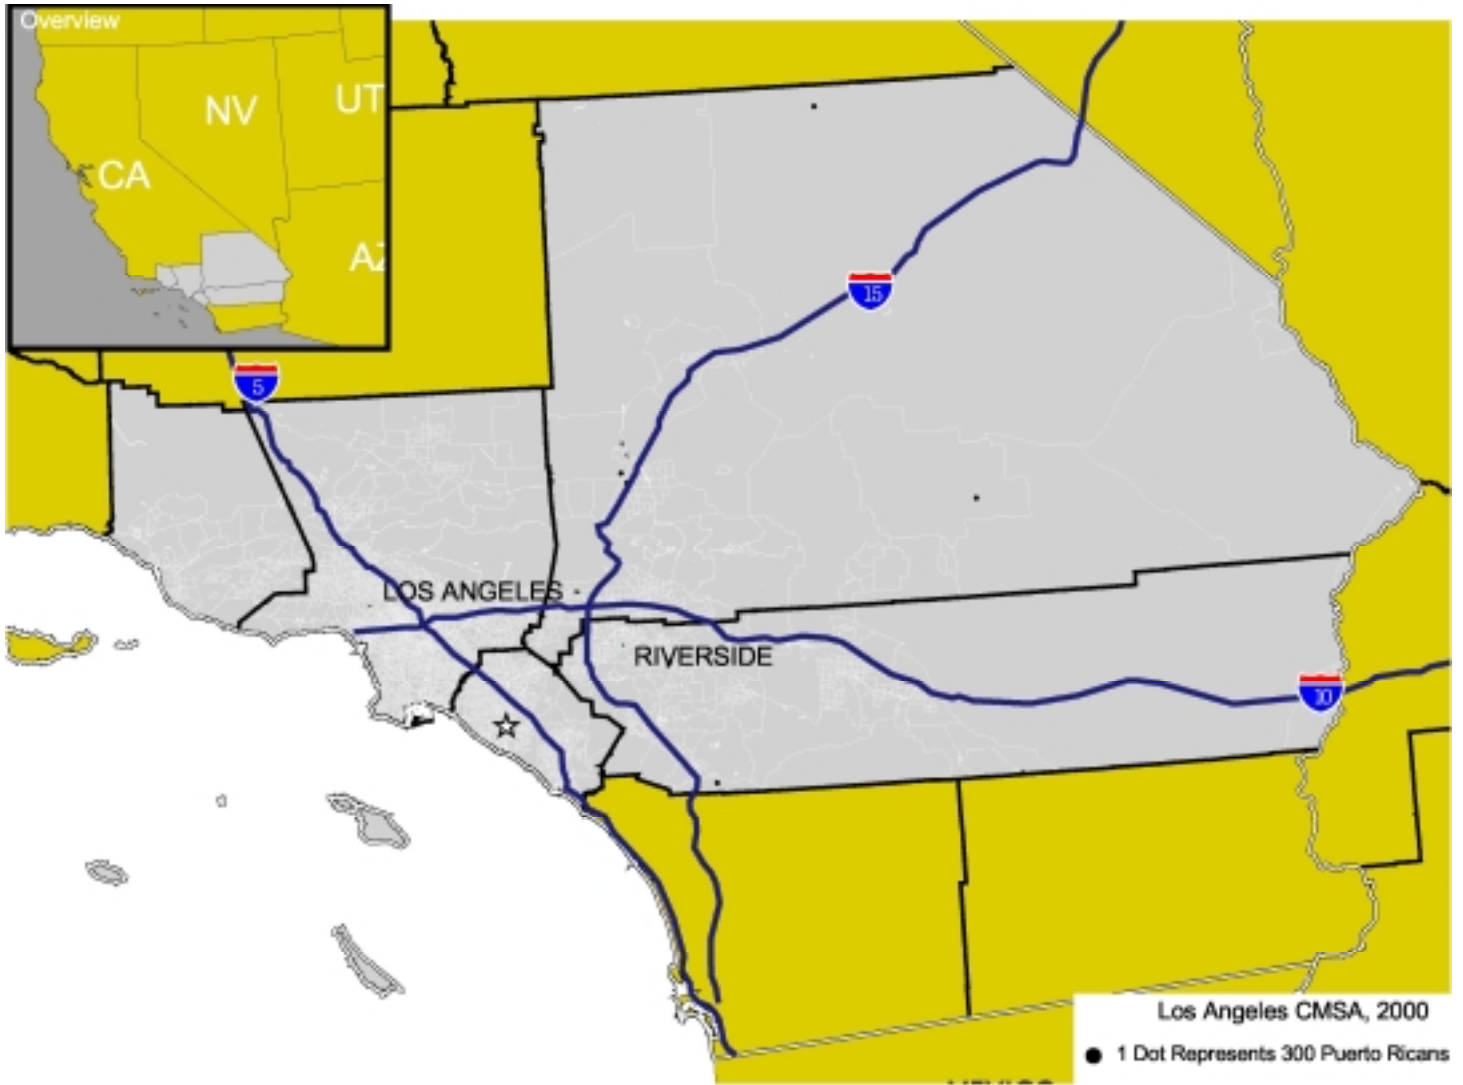 Overview
NV
UT
CA
AZ
15
5
LOS ANGELES
RIVERSIDE
10
Los Angeles CMSA, 2000
1 Dot Represents 300 Puerto Ricans